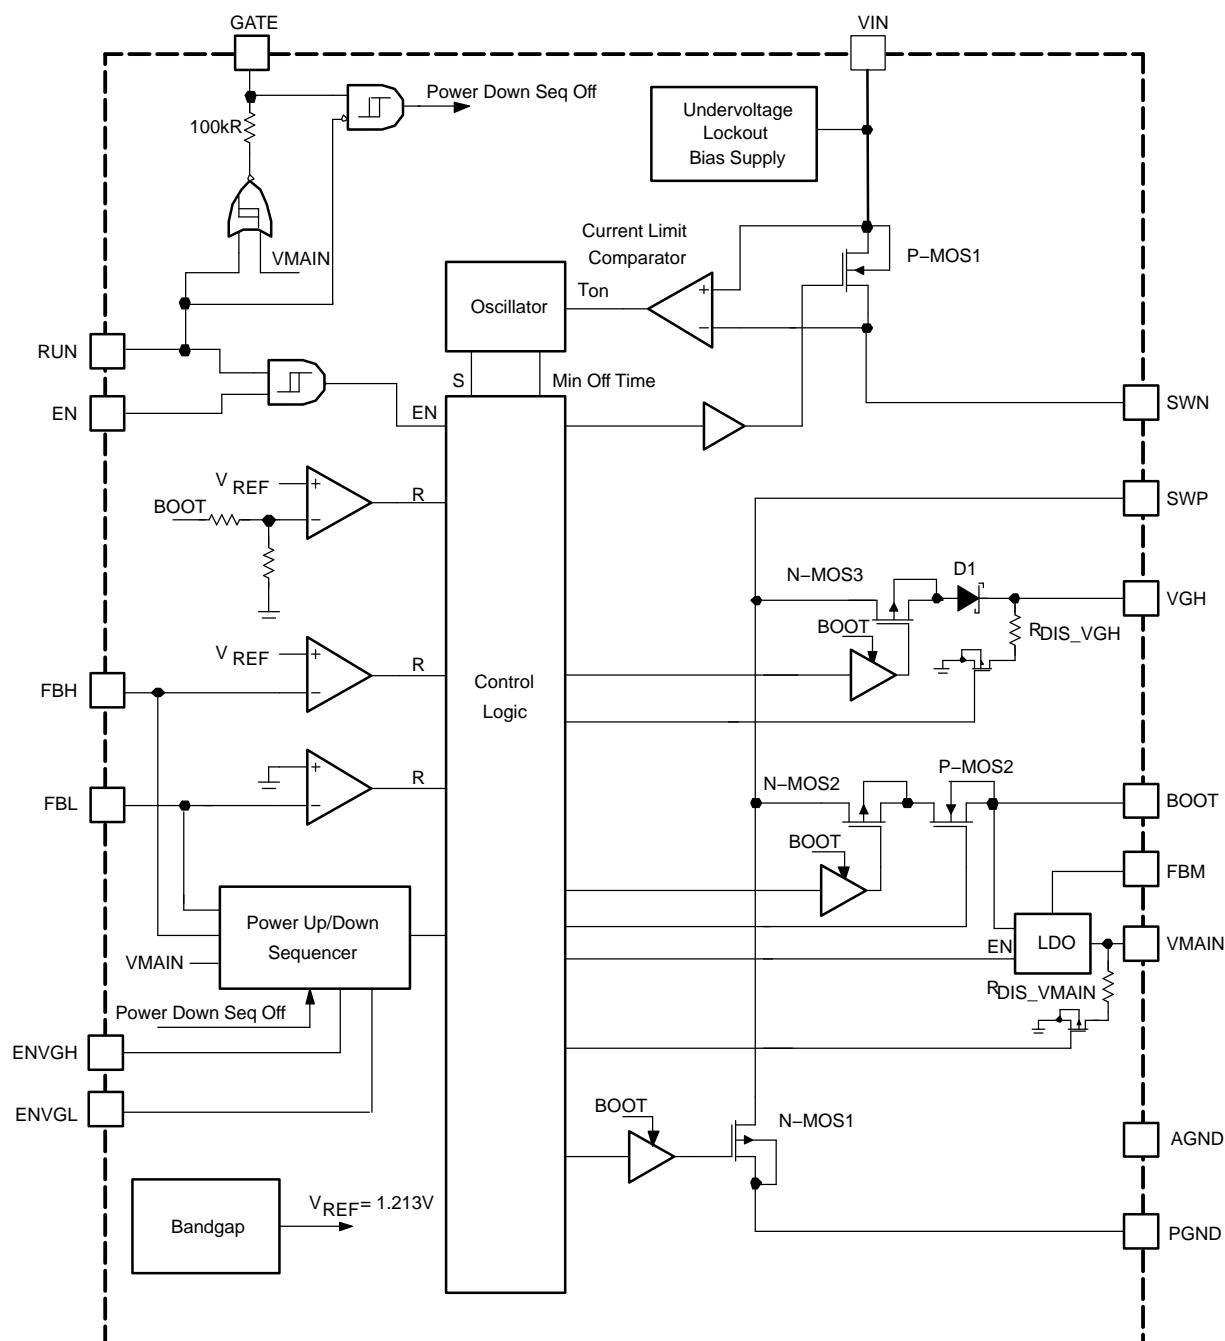 GATE
VIN
Power Down Seq Off
100kR
Undervoltage
Lockout
Bias Supply
VMAIN
Current Limit
Comparator
P−MOS1
Oscillator
Ton
+
−
RUN
S
Min Off Time
EN
EN
SWN
VREF
+
R
BOOT
−
SWP
N−MOS3
D1
VGH
BOOT
RDIS_VGH
VREF
+
R
FBH
−
Control
Logic
+
R
FBL
−
N−MOS2
P−MOS2
BOOT
BOOT
FBM
Power Up/Down
Sequencer
VMAIN
EN
LDO
VMAIN
RDIS_VMAIN
Power Down Seq Off
ENVGH
ENVGL
BOOT
N−MOS1
AGND
VREF= 1.213V
Bandgap
PGND